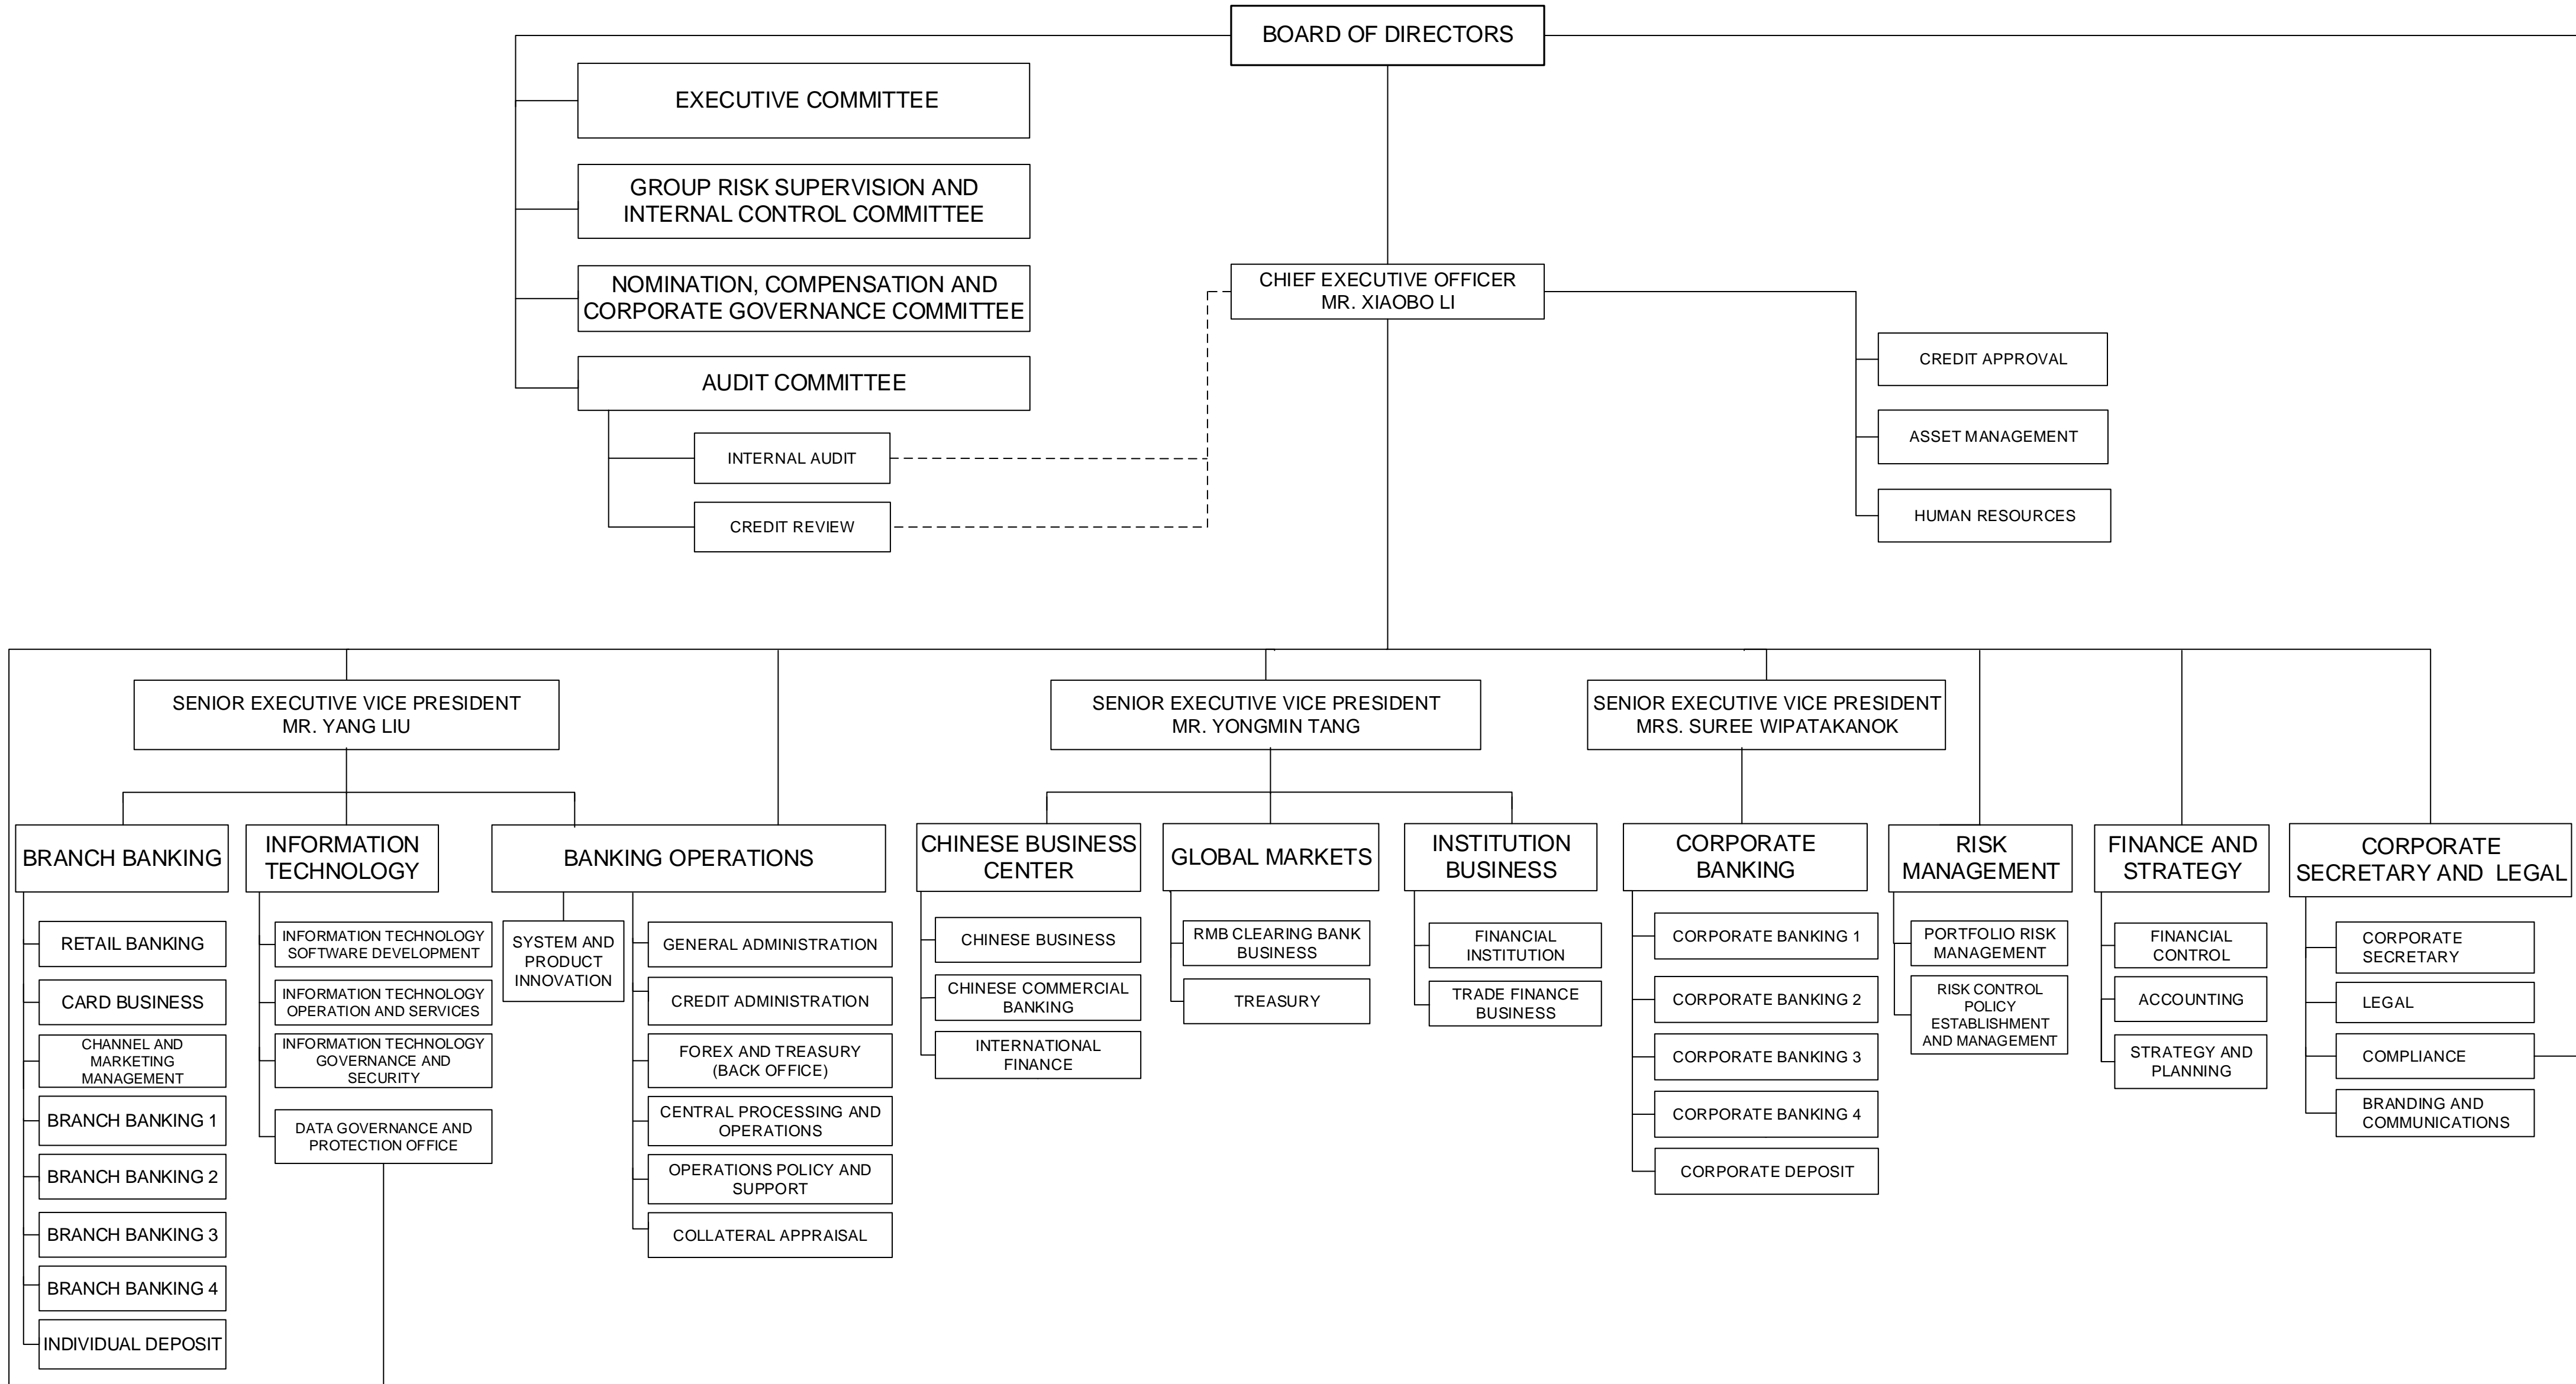 BOARD OF DIRECTORS
EXECUTIVE COMMITTEE
GROUP RISK SUPERVISION AND
INTERNAL CONTROL COMMITTEE
NOMINATION, COMPENSATION AND
CORPORATE GOVERNANCE COMMITTEE
AUDIT COMMITTEE
INTERNAL AUDIT
CREDIT REVIEW
CHIEF EXECUTIVE OFFICER
MR. XIAOBO LI
CREDIT APPROVAL
ASSET MANAGEMENT
HUMAN RESOURCES
SENIOR EXECUTIVE VICE PRESIDENT
MR. YANG LIU
SENIOR EXECUTIVE VICE PRESIDENT
MR. YONGMIN TANG
SENIOR EXECUTIVE VICE PRESIDENT
MRS. SUREE WIPATAKANOK
BRANCH BANKING
RETAIL BANKING
CARD BUSINESS
CHANNEL AND
MARKETING
MANAGEMENT
BRANCH BANKING 1
BRANCH BANKING 2
BRANCH BANKING 3
BRANCH BANKING 4
INDIVIDUAL DEPOSIT
INFORMATION
TECHNOLOGY
INFORMATION TECHNOLOGY
SOFTWARE DEVELOPMENT
INFORMATION TECHNOLOGY
OPERATION AND SERVICES
INFORMATION TECHNOLOGY
GOVERNANCE AND
SECURITY
DATA GOVERNANCE AND
PROTECTION OFFICE
BANKING OPERATIONS
SYSTEM AND
PRODUCT
INNOVATION
GENERAL ADMINISTRATION
CREDIT ADMINISTRATION
FOREX AND TREASURY
(BACK OFFICE)
CENTRAL PROCESSING AND
OPERATIONS
OPERATIONS POLICY AND
SUPPORT
COLLATERAL APPRAISAL
CHINESE BUSINESS
CENTER
CHINESE BUSINESS
CHINESE COMMERCIAL
BANKING
INTERNATIONAL
FINANCE
GLOBAL MARKETS
RMB CLEARING BANK
BUSINESS
TREASURY
INSTITUTION
BUSINESS
FINANCIAL
INSTITUTION
TRADE FINANCE
BUSINESS
CORPORATE
BANKING
CORPORATE BANKING 1
CORPORATE BANKING 2
CORPORATE BANKING 3
CORPORATE BANKING 4
CORPORATE DEPOSIT
RISK
MANAGEMENT
PORTFOLIO RISK
MANAGEMENT
RISK CONTROL
POLICY
ESTABLISHMENT
AND MANAGEMENT
FINANCE AND
STRATEGY
FINANCIAL
CONTROL
ACCOUNTING
STRATEGY AND
PLANNING
CORPORATE
SECRETARY AND LEGAL
CORPORATE
SECRETARY
LEGAL
COMPLIANCE
BRANDING AND
COMMUNICATIONS